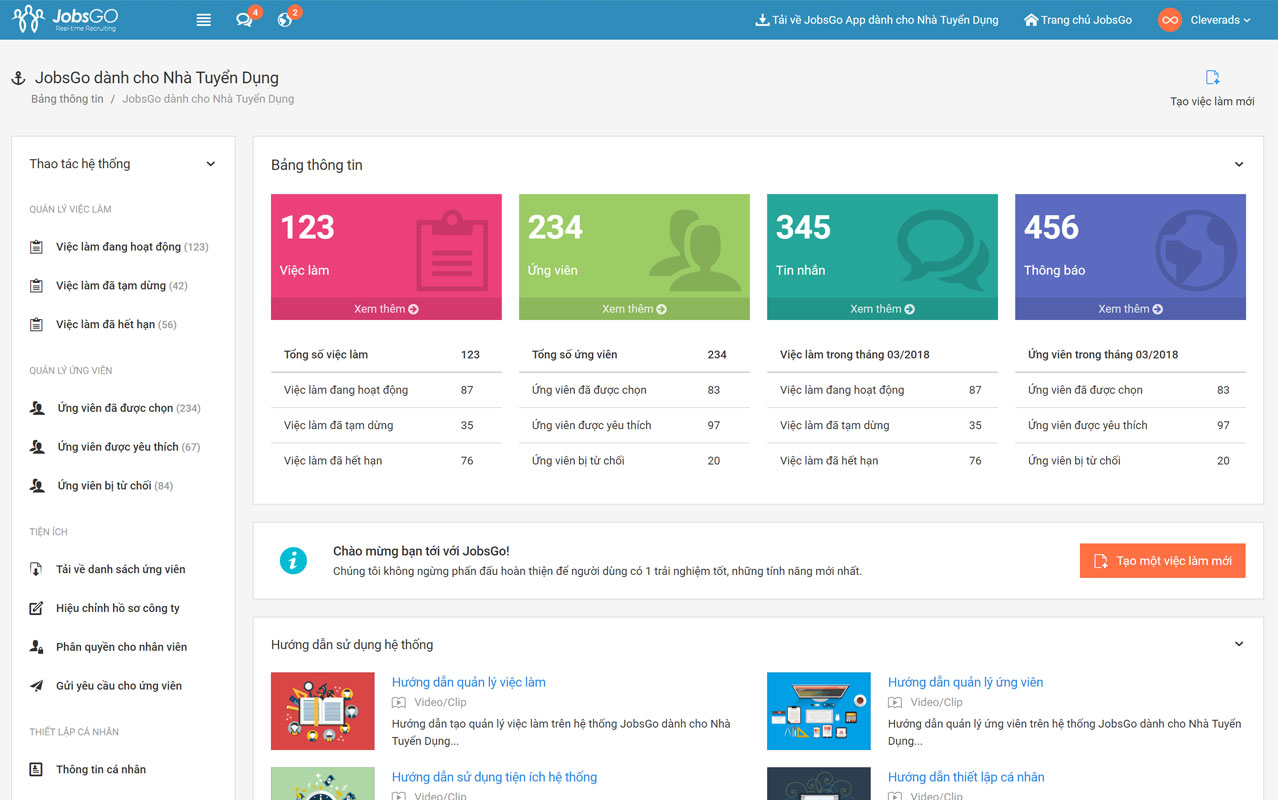 JobsGO
Real-time Recruiting
4
2
Tải về JobsGo App dành cho Nhà Tuyển Dụng
Trang chủ JobsGo
Cleverads
JobsGo dành cho Nhà Tuyển Dụng
Bảng thông tin / JobsGo dành cho Nhà Tuyển Dụng
Tạo việc làm mới
Thao tác hệ thống
QUẢN LÝ VIỆC LÀM
Việc làm đang hoạt động (123)
Việc làm đã tạm dừng (42)
Việc làm đã hết hạn (56)
QUẢN LÝ ỨNG VIÊN
Ứng viên đã được chọn (234)
Ứng viên được yêu thích (67)
Ứng viên bị từ chối (84)
TIỆN ÍCH
Tải về danh sách ứng viên
Hiệu chỉnh hồ sơ công ty
Phân quyền cho nhân viên
Gửi yêu cầu cho ứng viên
THIẾT LẬP CÁ NHÂN
Thông tin cá nhân
Bảng thông tin
123
Việc làm
Xem thêm
234
Ứng viên
Xem thêm
345
Tin nhắn
Xem thêm
456
Thông báo
Xem thêm
Tổng số việc làm 123
Việc làm đang hoạt động 87
Việc làm đã tạm dừng 35
Việc làm đã hết hạn 76
Tổng số ứng viên 234
Ứng viên đã được chọn 83
Ứng viên được yêu thích 97
Ứng viên bị từ chối 20
Việc làm trong tháng 03/2018
Việc làm đang hoạt động 87
Việc làm đã tạm dừng 35
Việc làm đã hết hạn 76
Ứng viên trong tháng 03/2018
Ứng viên đã được chọn 83
Ứng viên được yêu thích 97
Ứng viên bị từ chối 20
Chào mừng bạn tới với JobsGo!
Chúng tôi không ngừng phấn đấu hoàn thiện để người dùng có 1 trải nghiệm tốt, những tính năng mới nhất.
Tạo một việc làm mới
Hướng dẫn sử dụng hệ thống
Hướng dẫn quản lý việc làm
Video/Clip
Hướng dẫn tạo quản lý việc làm trên hệ thống JobsGo dành cho Nhà
Tuyển Dụng...
Hướng dẫn quản lý ứng viên
Video/Clip
Hướng dẫn quản lý ứng viên trên hệ thống JobsGo dành cho Nhà Tuyển
Dụng...
Hướng dẫn sử dụng tiện ích hệ thống
Video/Clip
Hướng dẫn thiết lập cá nhân
Video/Clip